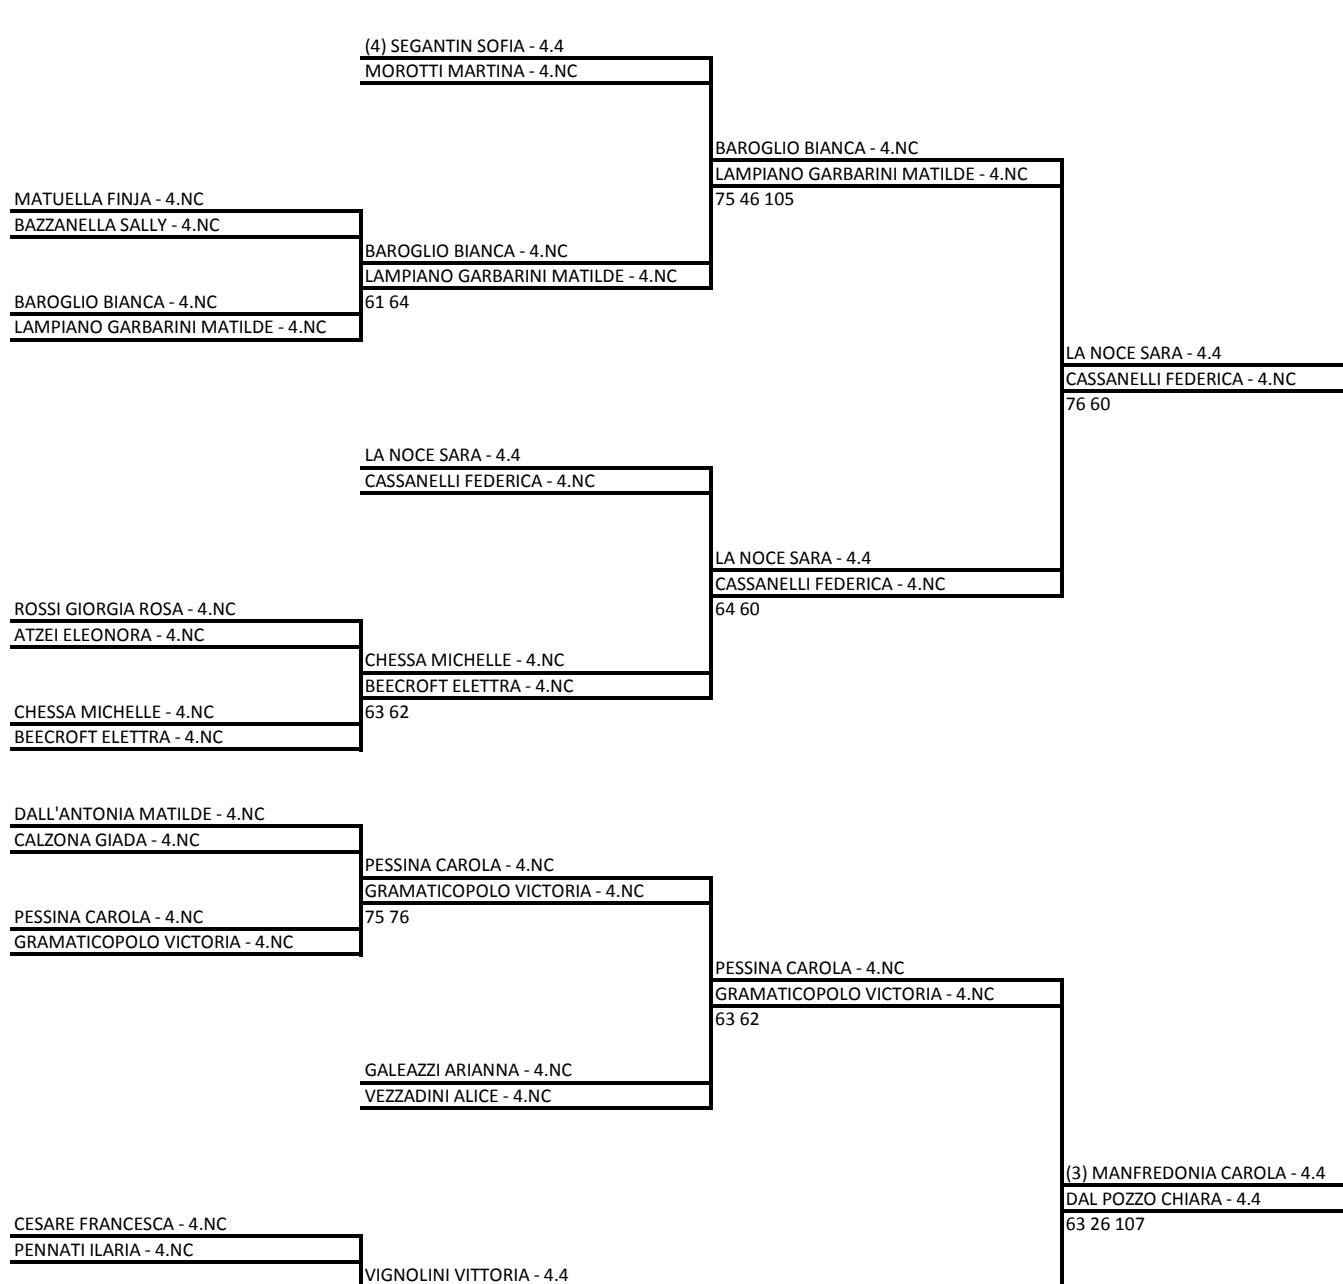 (4) SEGANTIN SOFIA - 4.4
MOROTTI MARTINA - 4.NC
BAROGLIO BIANCA - 4.NC
LAMPIANO GARBARINI MATILDE - 4.NC
75 46 105
MATUELLA FINJA - 4.NC
BAZZANELLA SALLY - 4.NC
BAROGLIO BIANCA - 4.NC
LAMPIANO GARBARINI MATILDE - 4.NC
61 64
BAROGLIO BIANCA - 4.NC
LAMPIANO GARBARINI MATILDE - 4.NC
LA NOCE SARA - 4.4
CASSANELLI FEDERICA - 4.NC
76 60
LA NOCE SARA - 4.4
CASSANELLI FEDERICA - 4.NC
LA NOCE SARA - 4.4
CASSANELLI FEDERICA - 4.NC
64 60
ROSSI GIORGIA ROSA - 4.NC
ATZEI ELEONORA - 4.NC
CHESSA MICHELLE - 4.NC
BEECROFT ELETTRA - 4.NC
63 62
CHESSA MICHELLE - 4.NC
BEECROFT ELETTRA - 4.NC
DALL'ANTONIA MATILDE - 4.NC
CALZONA GIADA - 4.NC
PESSINA CAROLA - 4.NC
GRAMATICOPOLO VICTORIA - 4.NC
75 76
PESSINA CAROLA - 4.NC
GRAMATICOPOLO VICTORIA - 4.NC
PESSINA CAROLA - 4.NC
GRAMATICOPOLO VICTORIA - 4.NC
63 62
GALEAZZI ARIANNA - 4.NC
VEZZADINI ALICE - 4.NC
(3) MANFREDONIA CAROLA - 4.4
DAL POZZO CHIARA - 4.4
63 26 107
CESARE FRANCESCA - 4.NC
PENNATI ILARIA - 4.NC
VIGNOLINI VITTORIA - 4.4